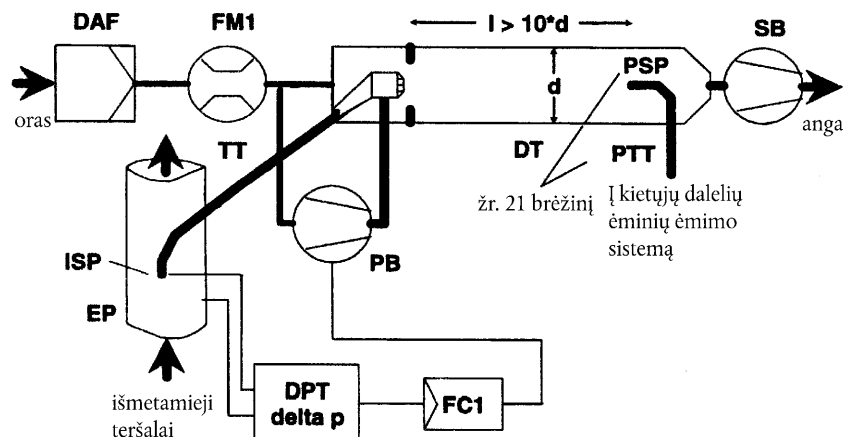 DAF
FM1
l > 10*d
SB
oras
d
PSP
anga
TT
DT
PTT
žr. 21 brėžinį
Į kietųjų dalelių
ėminių ėmimo
sistemą
ISP
PB
EP
DPT
delta p
FC1
išmetamieji
teršalai